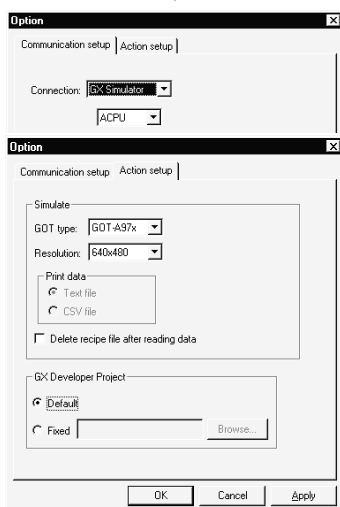 Option
Communication setup Action setup
Connection: GX Simulator
ACPU
Option
Communication setup Action setup
Simulate
GOT type: GOT-A97x
Resolution: 640x480
Print data
Text file
CSV file
Delete recipe file after reading data
GX Developer Project
Default
Fixed Browse...
OK Cancel Apply